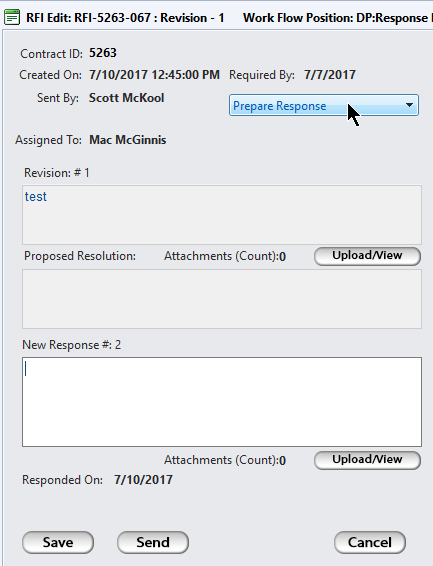 RFI Edit: RFI-5263-067 : Revision - 1 Work Flow Position: DP:Response
Contract ID: 5263
Created On: 7/10/2017 12:45:00 PM Required By: 7/7/2017
Sent By: Scott McKool
Prepare Response
Assigned To: Mac McGinnis
Revision: # 1
test
Proposed Resolution: Attachments (Count):0 Upload/View
New Response #: 2
Attachments (Count):0 Upload/View
Responded On: 7/10/2017
Save Send Cancel